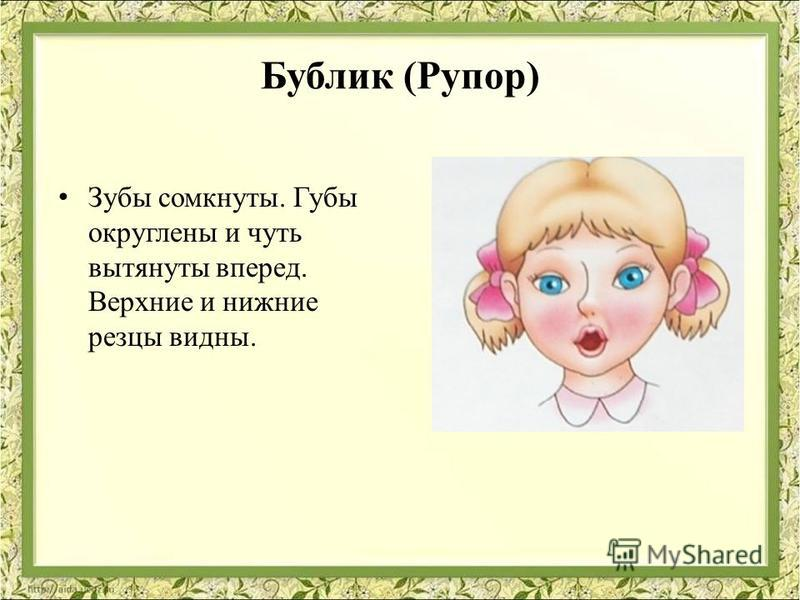 Бублик (Рупор)
• Зубы сомкнуты. Губы
округлены и чуть
вытянуты вперед.
Верхние и нижние
резцы видны.
MyShared